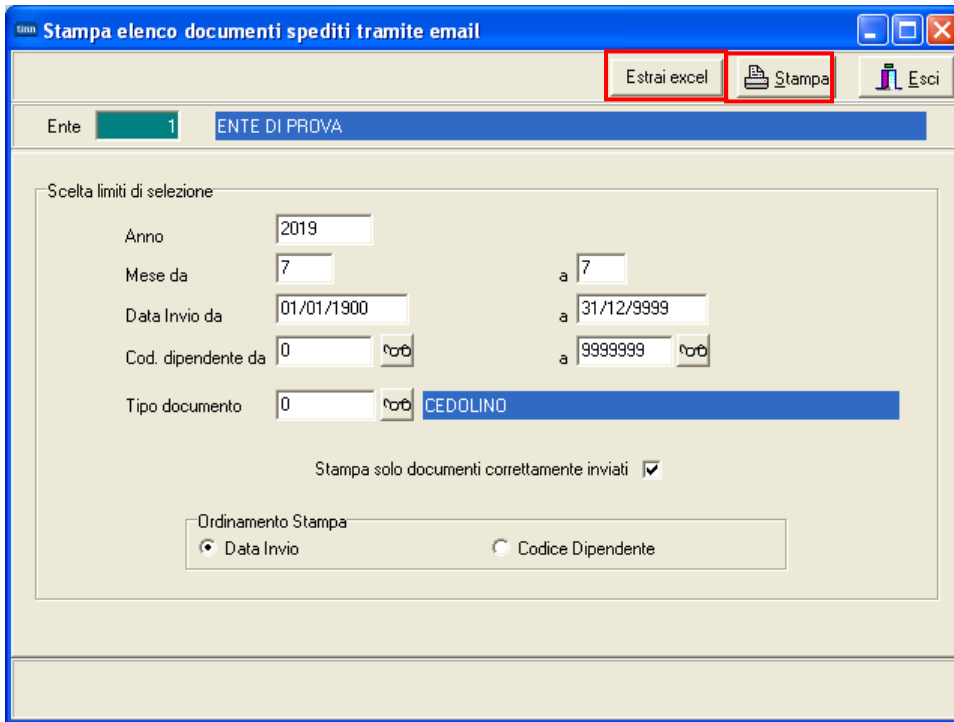 tinn Stampa elenco documenti spediti tramite email
Estrai excel Stampa Esci
Ente 1 ENTE DI PROVA
Scelta limiti di selezione
Anno 2019
Mese da 7 a 7
Data Invio da 01/01/1900 a 31/12/9999
Cod. dipendente da 0 a 9999999
Tipo documento 0 CEDOLINO
Stampa solo documenti correttamente inviati
Ordinamento Stampa
Data Invio Codice Dipendente